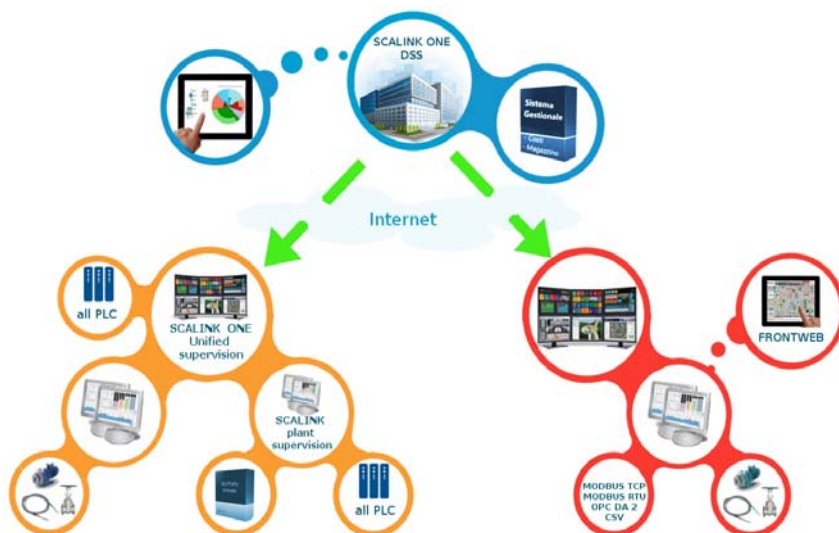 SCALINK ONE
DSS
Sistema
Gestionale
- Costi
- Magazzino
Internet
all PLC
SCALINK ONE
Unified
supervision
SCALINK
plant
supervision
all PLC
FRONTWEB
MODBUS TCP
MODBUS RTU
OPC DA 2
CSV